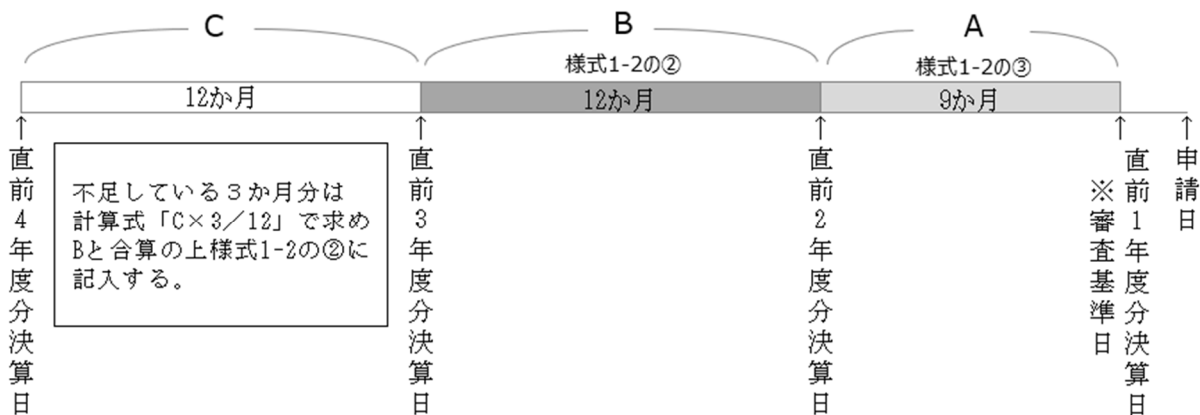 C
B
A
様式1-2の②
様式1-2の③
12か月
12か月
9か月
↑
↑
↑
↑
↑
直前4年度分決算日
不足している３か月分は
計算式「C×3／12」で求め
Bと合算の上様式1-2の②に
記入する。
直前3年度分決算日
直前2年度分決算日
※審査基準日
直前1年度分決算日
申請日